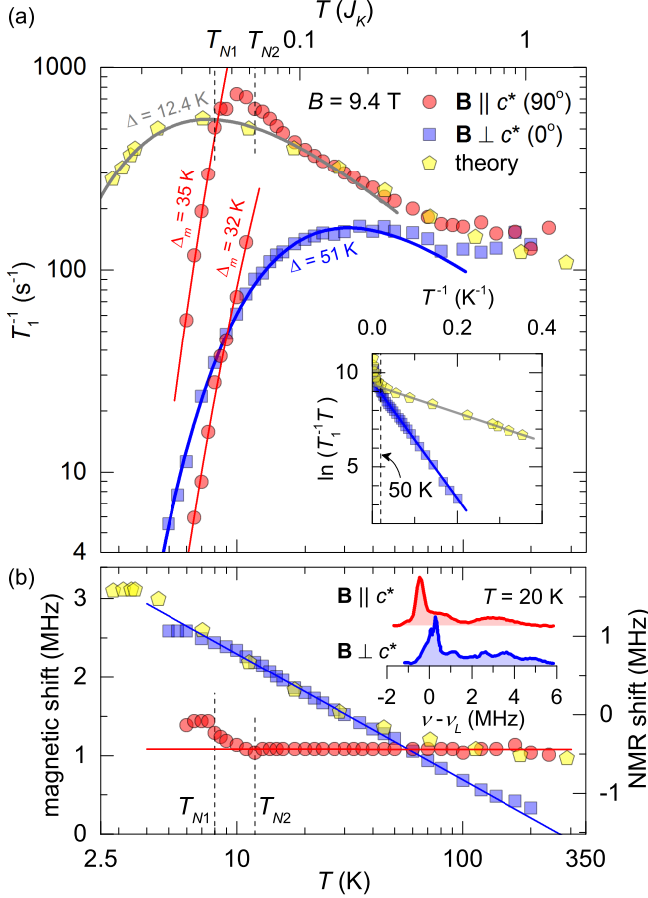 (a)
T (J_K)
T_N1 T_N2 0.1 1
1000
Δ = 12.4 K
B = 9.4 T
B || c* (90°)
B ⊥ c* (0°)
theory
Δ_m = 35 K
Δ_m = 32 K
Δ = 51 K
100
T_1^-1 (s^-1)
T^-1 (K^-1)
0.0 0.2 0.4
10
8
6
4
ln (T_1^-1 T)
50 K
10
4
(b)
3
B || c* T = 20 K
B ⊥ c*
-2 0 2 4 6
ν - ν_L (MHz)
1
2
0
1
-1
T_N1 T_N2
0
magnetic shift (MHz)
NMR shift (MHz)
2.5 10 100 350
T (K)